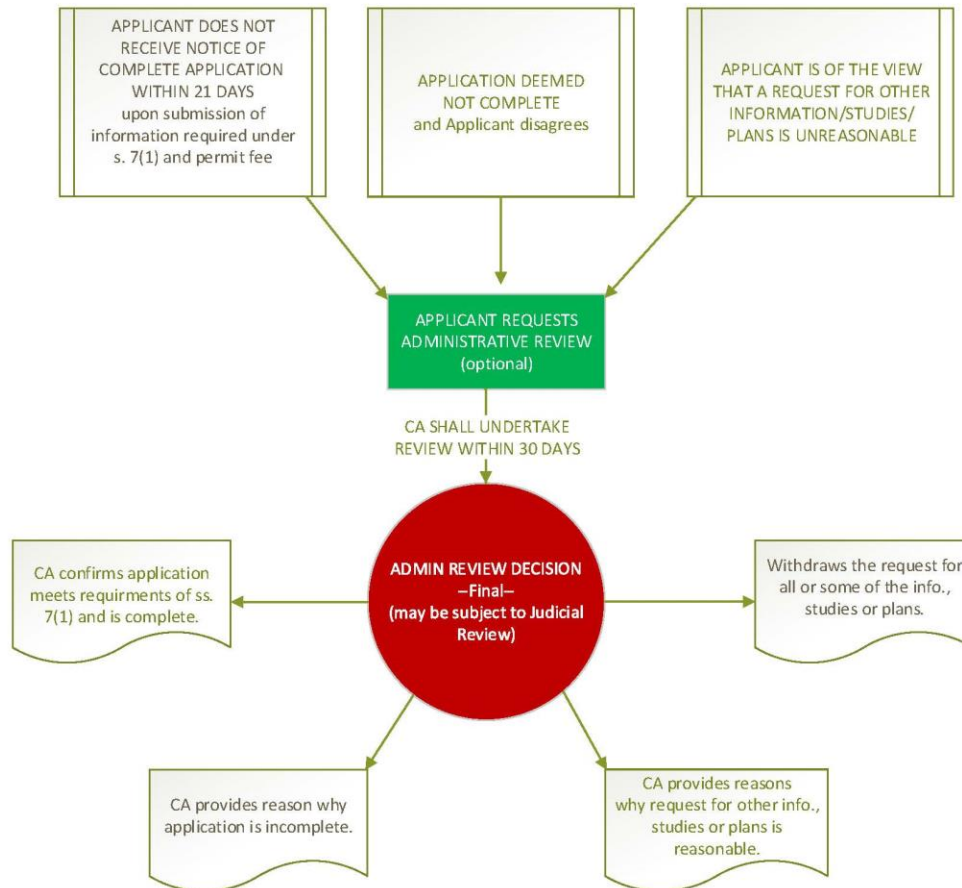 APPLICANT DOES NOT
RECEIVE NOTICE OF
COMPLETE APPLICATION
WITHIN 21 DAYS
upon submission of
information required under
s. 7(1) and permit fee
APPLICATION DEEMED
NOT COMPLETE
and Applicant disagrees
APPLICANT IS OF THE VIEW
THAT A REQUEST FOR OTHER
INFORMATION/STUDIES/
PLANS IS UNREASONABLE
APPLICANT REQUESTS
ADMINISTRATIVE REVIEW
(optional)
CA SHALL UNDERTAKE
REVIEW WITHIN 30 DAYS
ADMIN REVIEW DECISION
–Final–
(may be subject to Judicial
Review)
CA confirms application
meets requirments of ss.
7(1) and is complete.
Withdraws the request for
all or some of the info.,
studies or plans.
CA provides reason why
application is incomplete.
CA provides reasons
why request for other info.,
studies or plans is
reasonable.